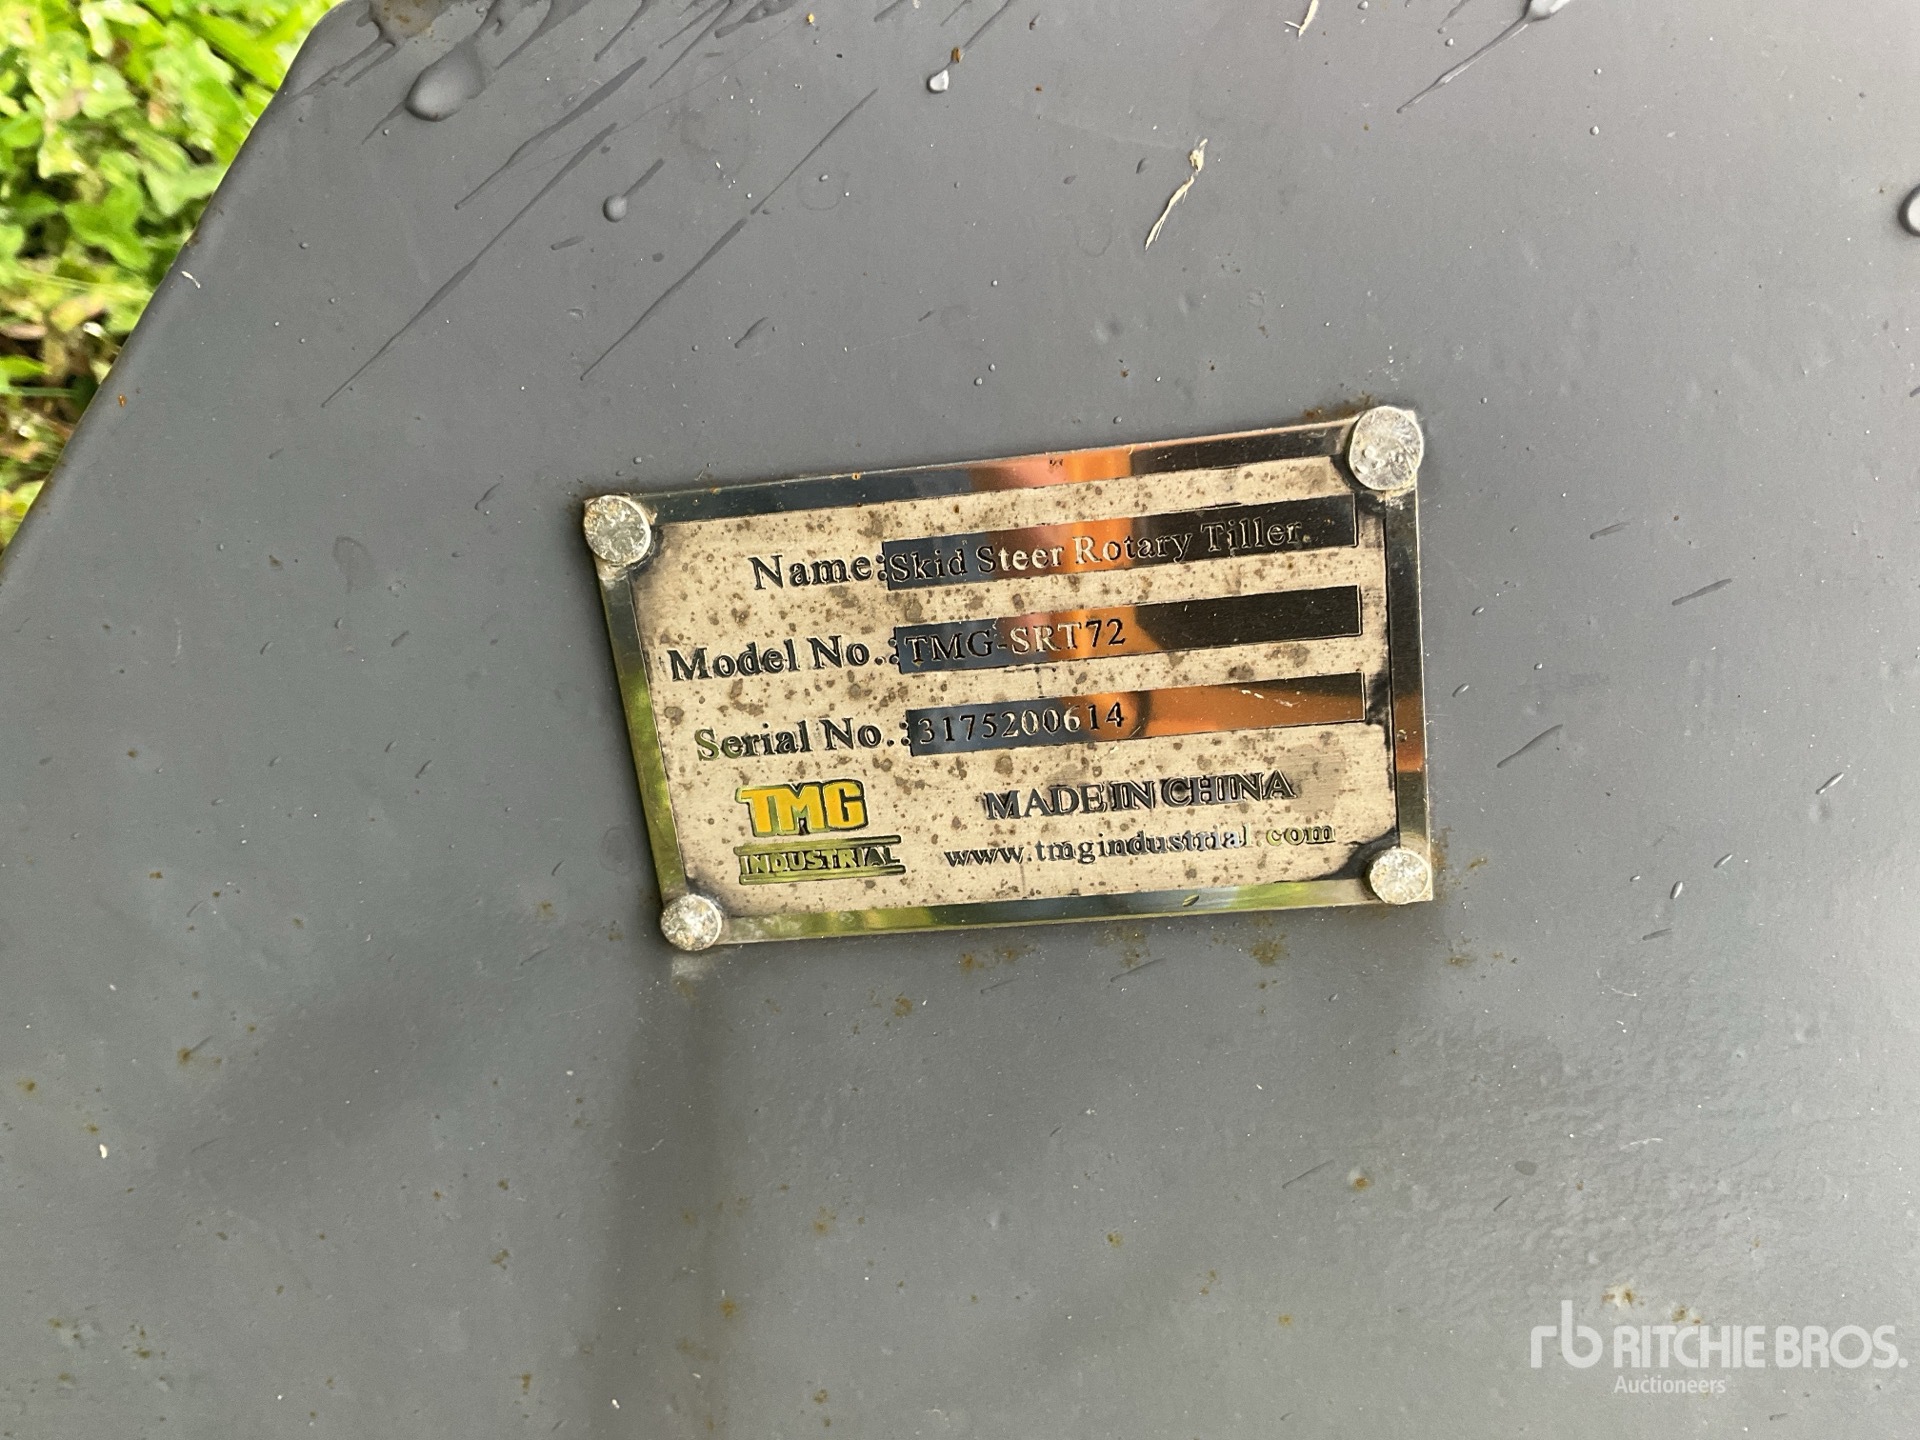 Name:Skid Steer Rotary Tiller.
Model No.:TMG-SRT72
Serial No.:3175200614
TMG
INDUSTRIAL
MADE IN CHINA
www.tmgindustrial.com
rb RITCHIE BROS.
Auctioneers